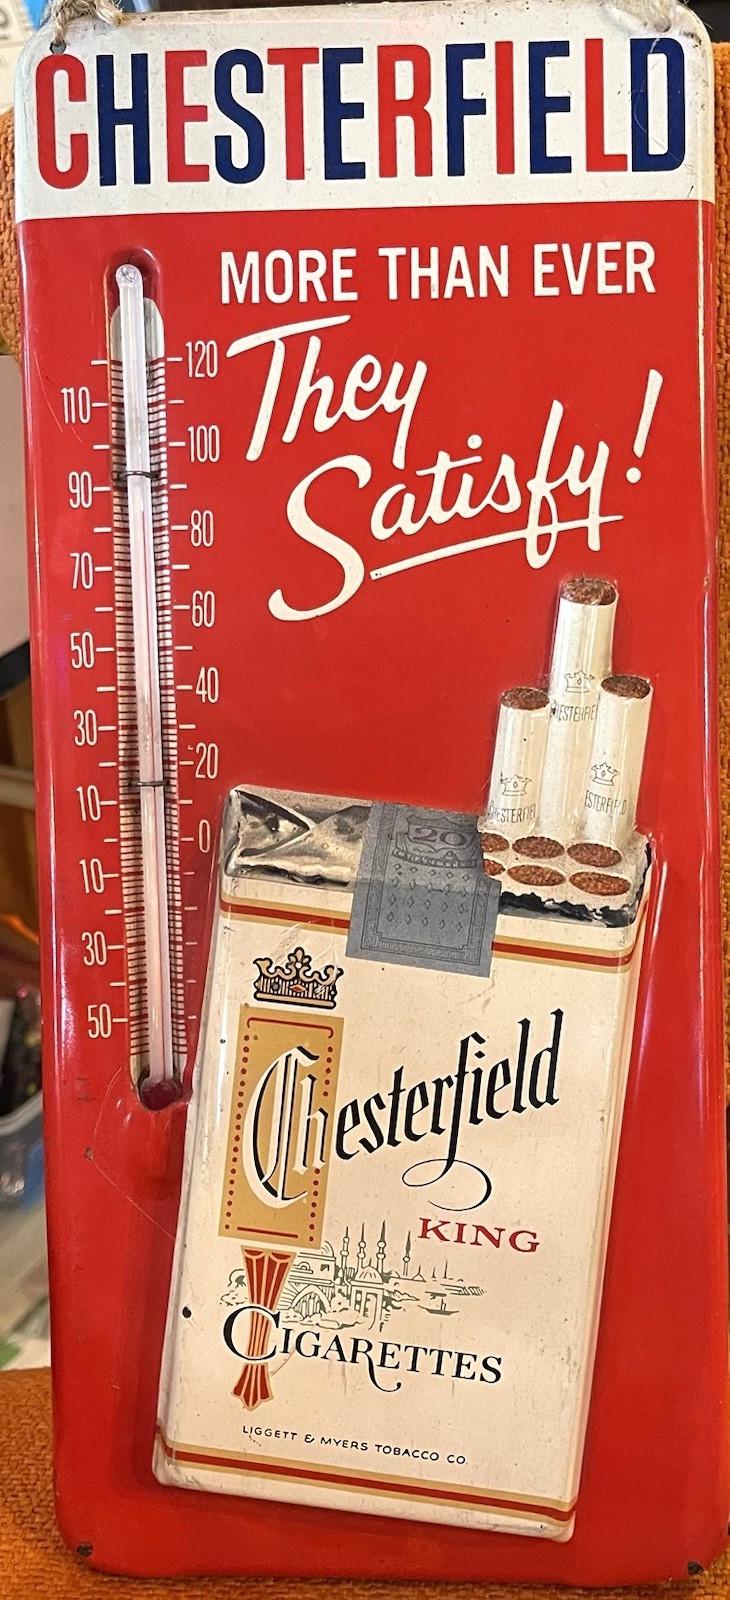 CHESTERFIELD
MORE THAN EVER
They
Satisfy!
120
110
100
90
80
70
60
50
40
30
20
10
0
10
30
50
CHESTERFIELD
20
Chesterfield
KING
CIGARETTES
LIGGETT & MYERS TOBACCO CO.